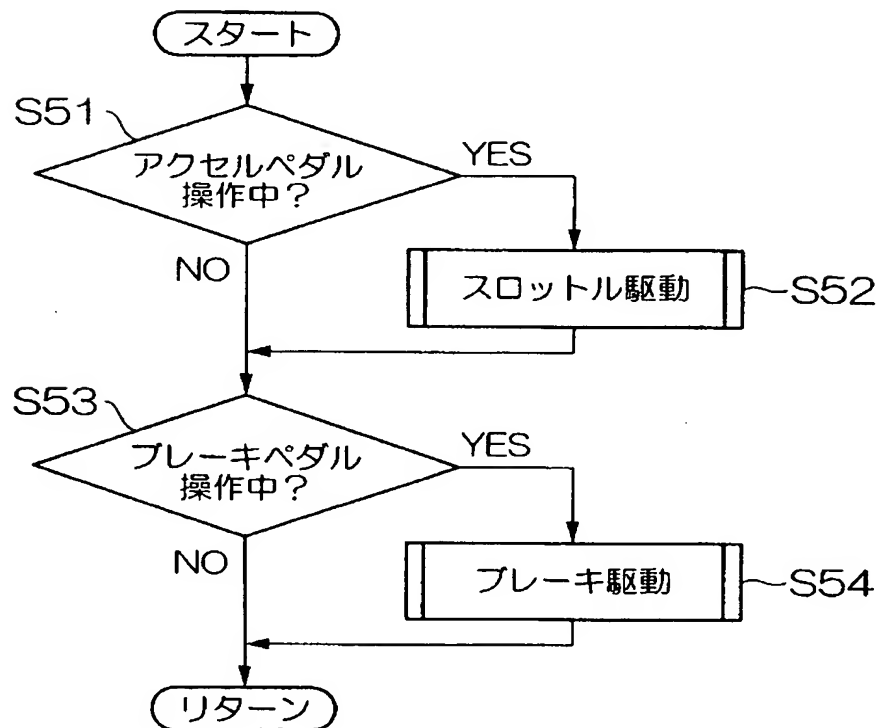 スタート
S51
アクセルペダル
操作中?
YES
NO
スロットル駆動
S52
S53
ブレーキペダル
操作中?
YES
NO
ブレーキ駆動
S54
リターン